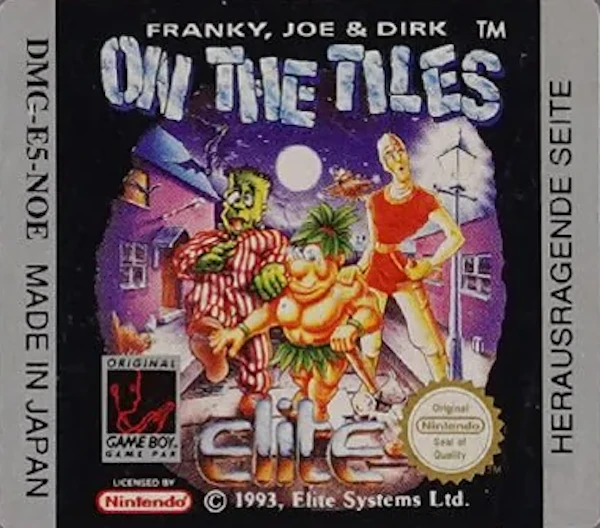 FRANKY, JOE & DIRK TM
ON THE TILES
DMG-E5-NOE MADE IN JAPAN
HERAUSRAGENDE SEITE
ORIGINAL
GAME BOY.
GAME PAK
elite
Original
Nintendo
Seal of
Quality
TM
LICENSED BY
Nintendo
© 1993, Elite Systems Ltd.